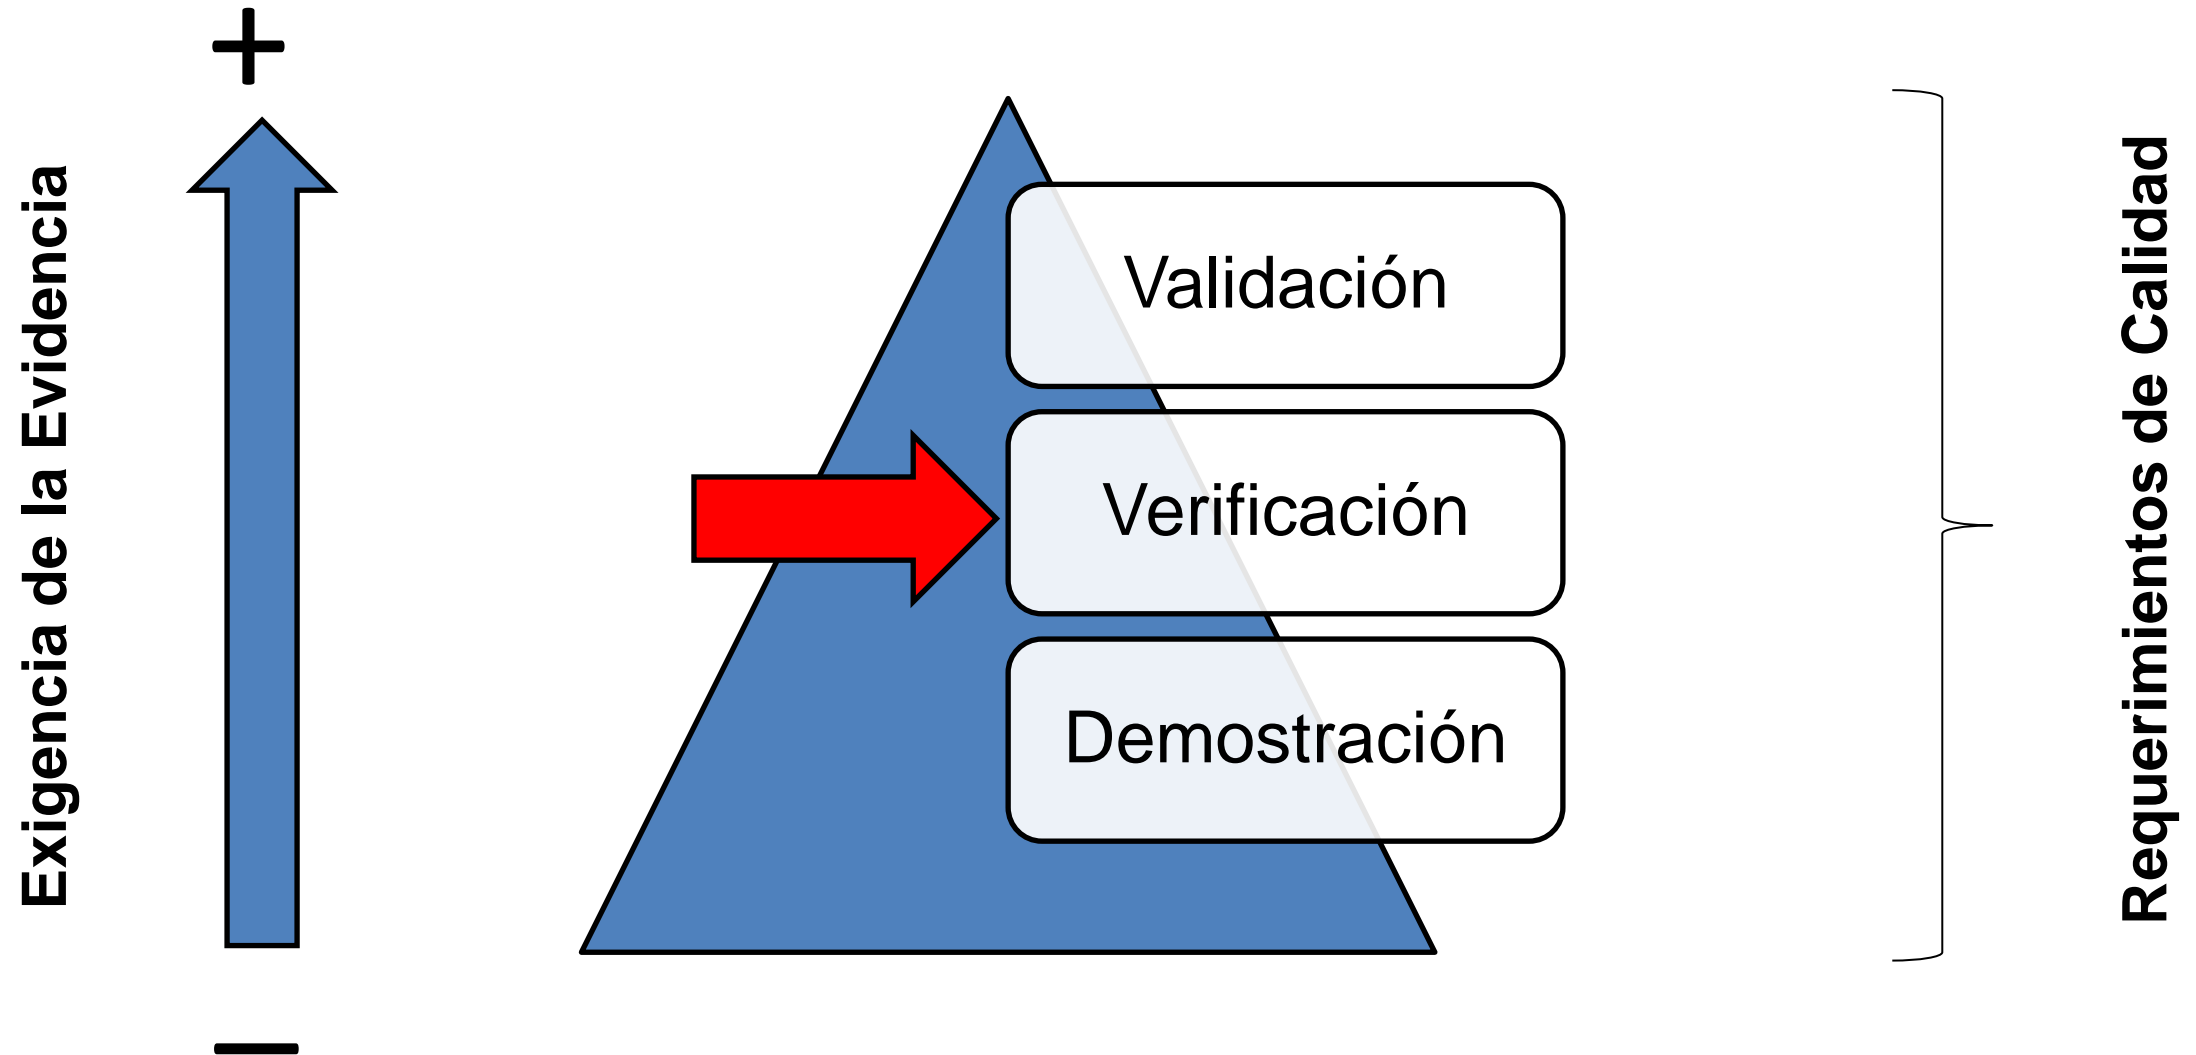 +
Exigencia de la Evidencia
Validación
Verificación
Demostración
Requerimientos de Calidad
–